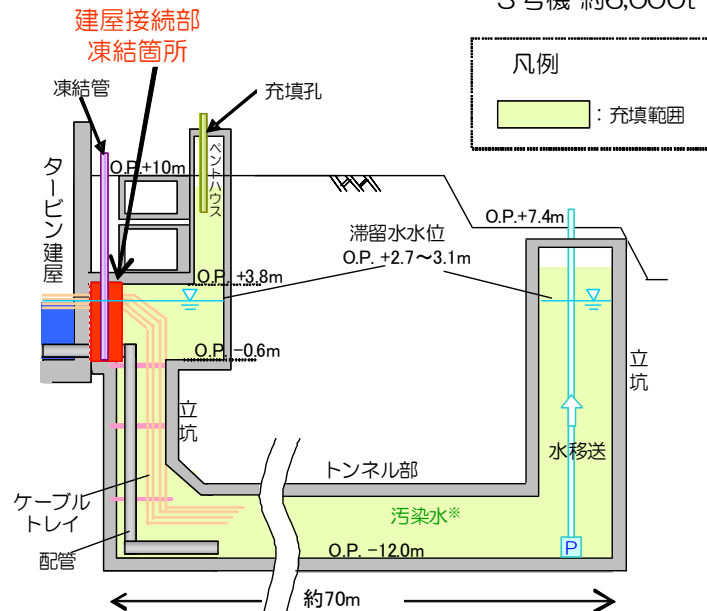 3号機 約6,000t
建屋接続部
凍結箇所
凡例
:充填範囲
凍結管
充填孔
タービン建屋
ペントハウス
O.P.+10m
O.P.+7.4m
滞留水水位
O.P. +2.7～3.1m
O.P. +3.8m
O.P. −0.6m
立坑
立坑
水移送
トンネル部
ケーブル
トレイ
汚染水※
配管
O.P. −12.0m
P
約70m